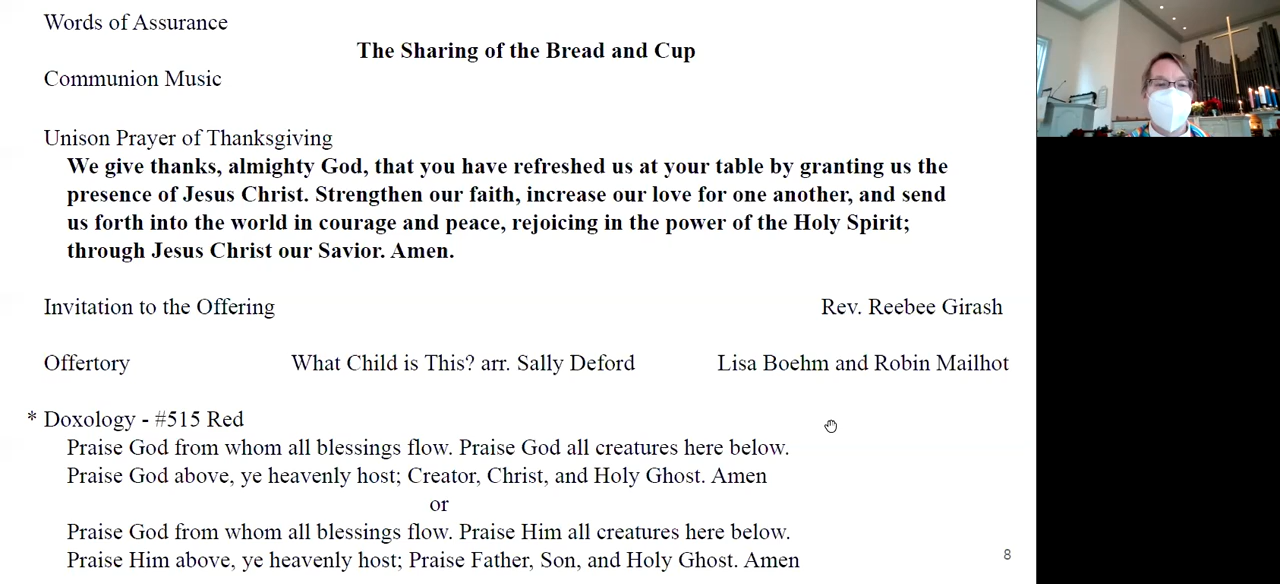 Words of Assurance
The Sharing of the Bread and Cup
Communion Music
Unison Prayer of Thanksgiving
We give thanks, almighty God, that you have refreshed us at your table by granting us the
presence of Jesus Christ. Strengthen our faith, increase our love for one another, and send
us forth into the world in courage and peace, rejoicing in the power of the Holy Spirit;
through Jesus Christ our Savior. Amen.
Invitation to the Offering Rev. Reebee Girash
Offertory What Child is This? arr. Sally Deford Lisa Boehm and Robin Mailhot
* Doxology - #515 Red
Praise God from whom all blessings flow. Praise God all creatures here below.
Praise God above, ye heavenly host; Creator, Christ, and Holy Ghost. Amen
or
Praise God from whom all blessings flow. Praise Him all creatures here below.
Praise Him above, ye heavenly host; Praise Father, Son, and Holy Ghost. Amen
8